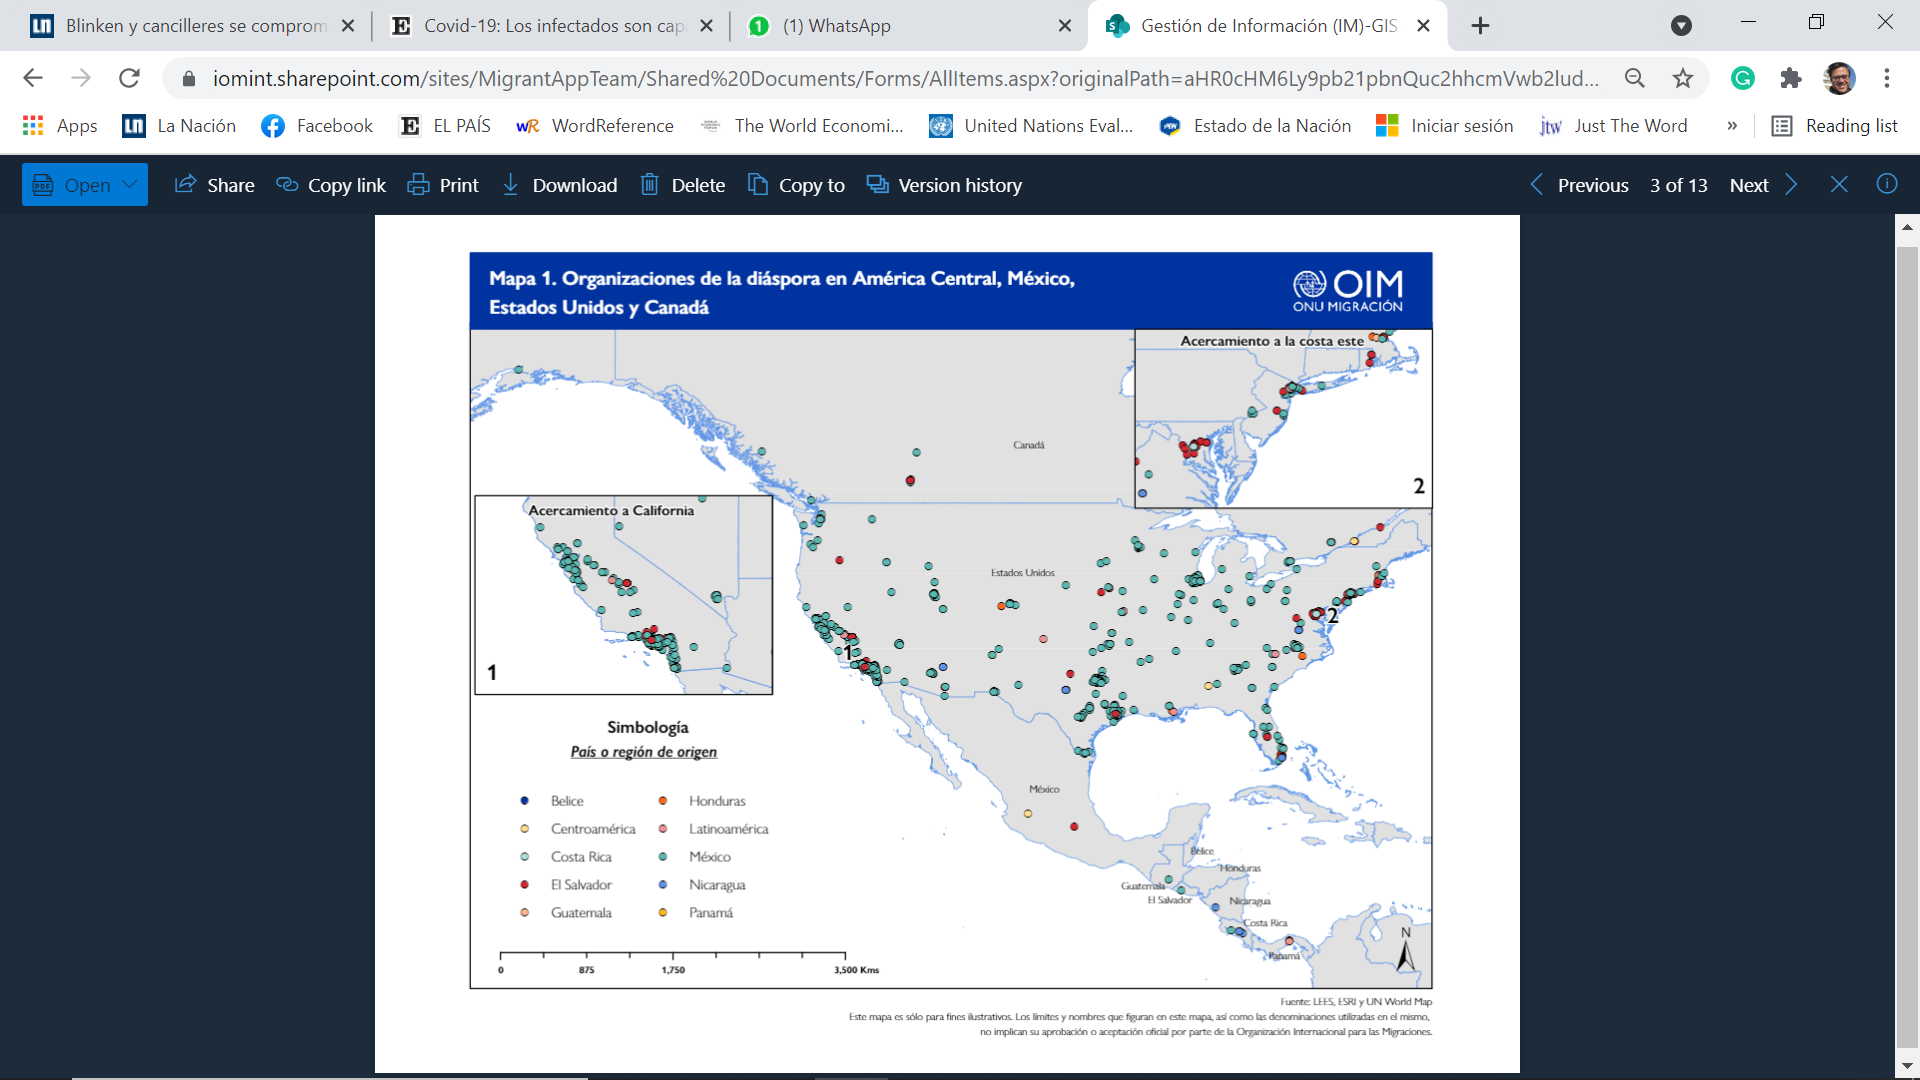 Blinken y cancilleres se comprom
Covid-19: Los infectados son cap
(1) WhatsApp
Gestión de Información (IM)-GIS
iomint.sharepoint.com/sites/MigrantAppTeam/Shared%20Documents/Forms/AllItems.aspx?originalPath=aHR0cHM6Ly9pb21pbnQuc2hhcmVwb2ludC...
Apps
La Nación
Facebook
EL PAÍS
WordReference
The World Economi...
United Nations Eval...
Estado de la Nación
Iniciar sesión
Just The Word
»
Reading list
Open
Share
Copy link
Print
Download
Delete
Copy to
Version history
Previous
3 of 13
Next
Mapa 1. Organizaciones de la diáspora en América Central, México,
Estados Unidos y Canadá
OIM
ONU MIGRACIÓN
Acercamiento a la costa este
2
Canadá
Acercamiento a California
1
Estados Unidos
2
1
Simbología
País o región de origen
Belice
Honduras
Centroamérica
Latinoamérica
Costa Rica
México
El Salvador
Nicaragua
Guatemala
Panamá
México
Belice
Honduras
Guatemala
El Salvador
Nicaragua
Costa Rica
Panamá
N
0
875
1,750
3,500 Kms
Fuente: LEES, ESRI y UN World Map
Este mapa es sólo para fines ilustrativos. Los límites y nombres que figuran en este mapa, así como las denominaciones utilizadas en el mismo,
no implican su aprobación o aceptación oficial por parte de la Organización Internacional para las Migraciones.